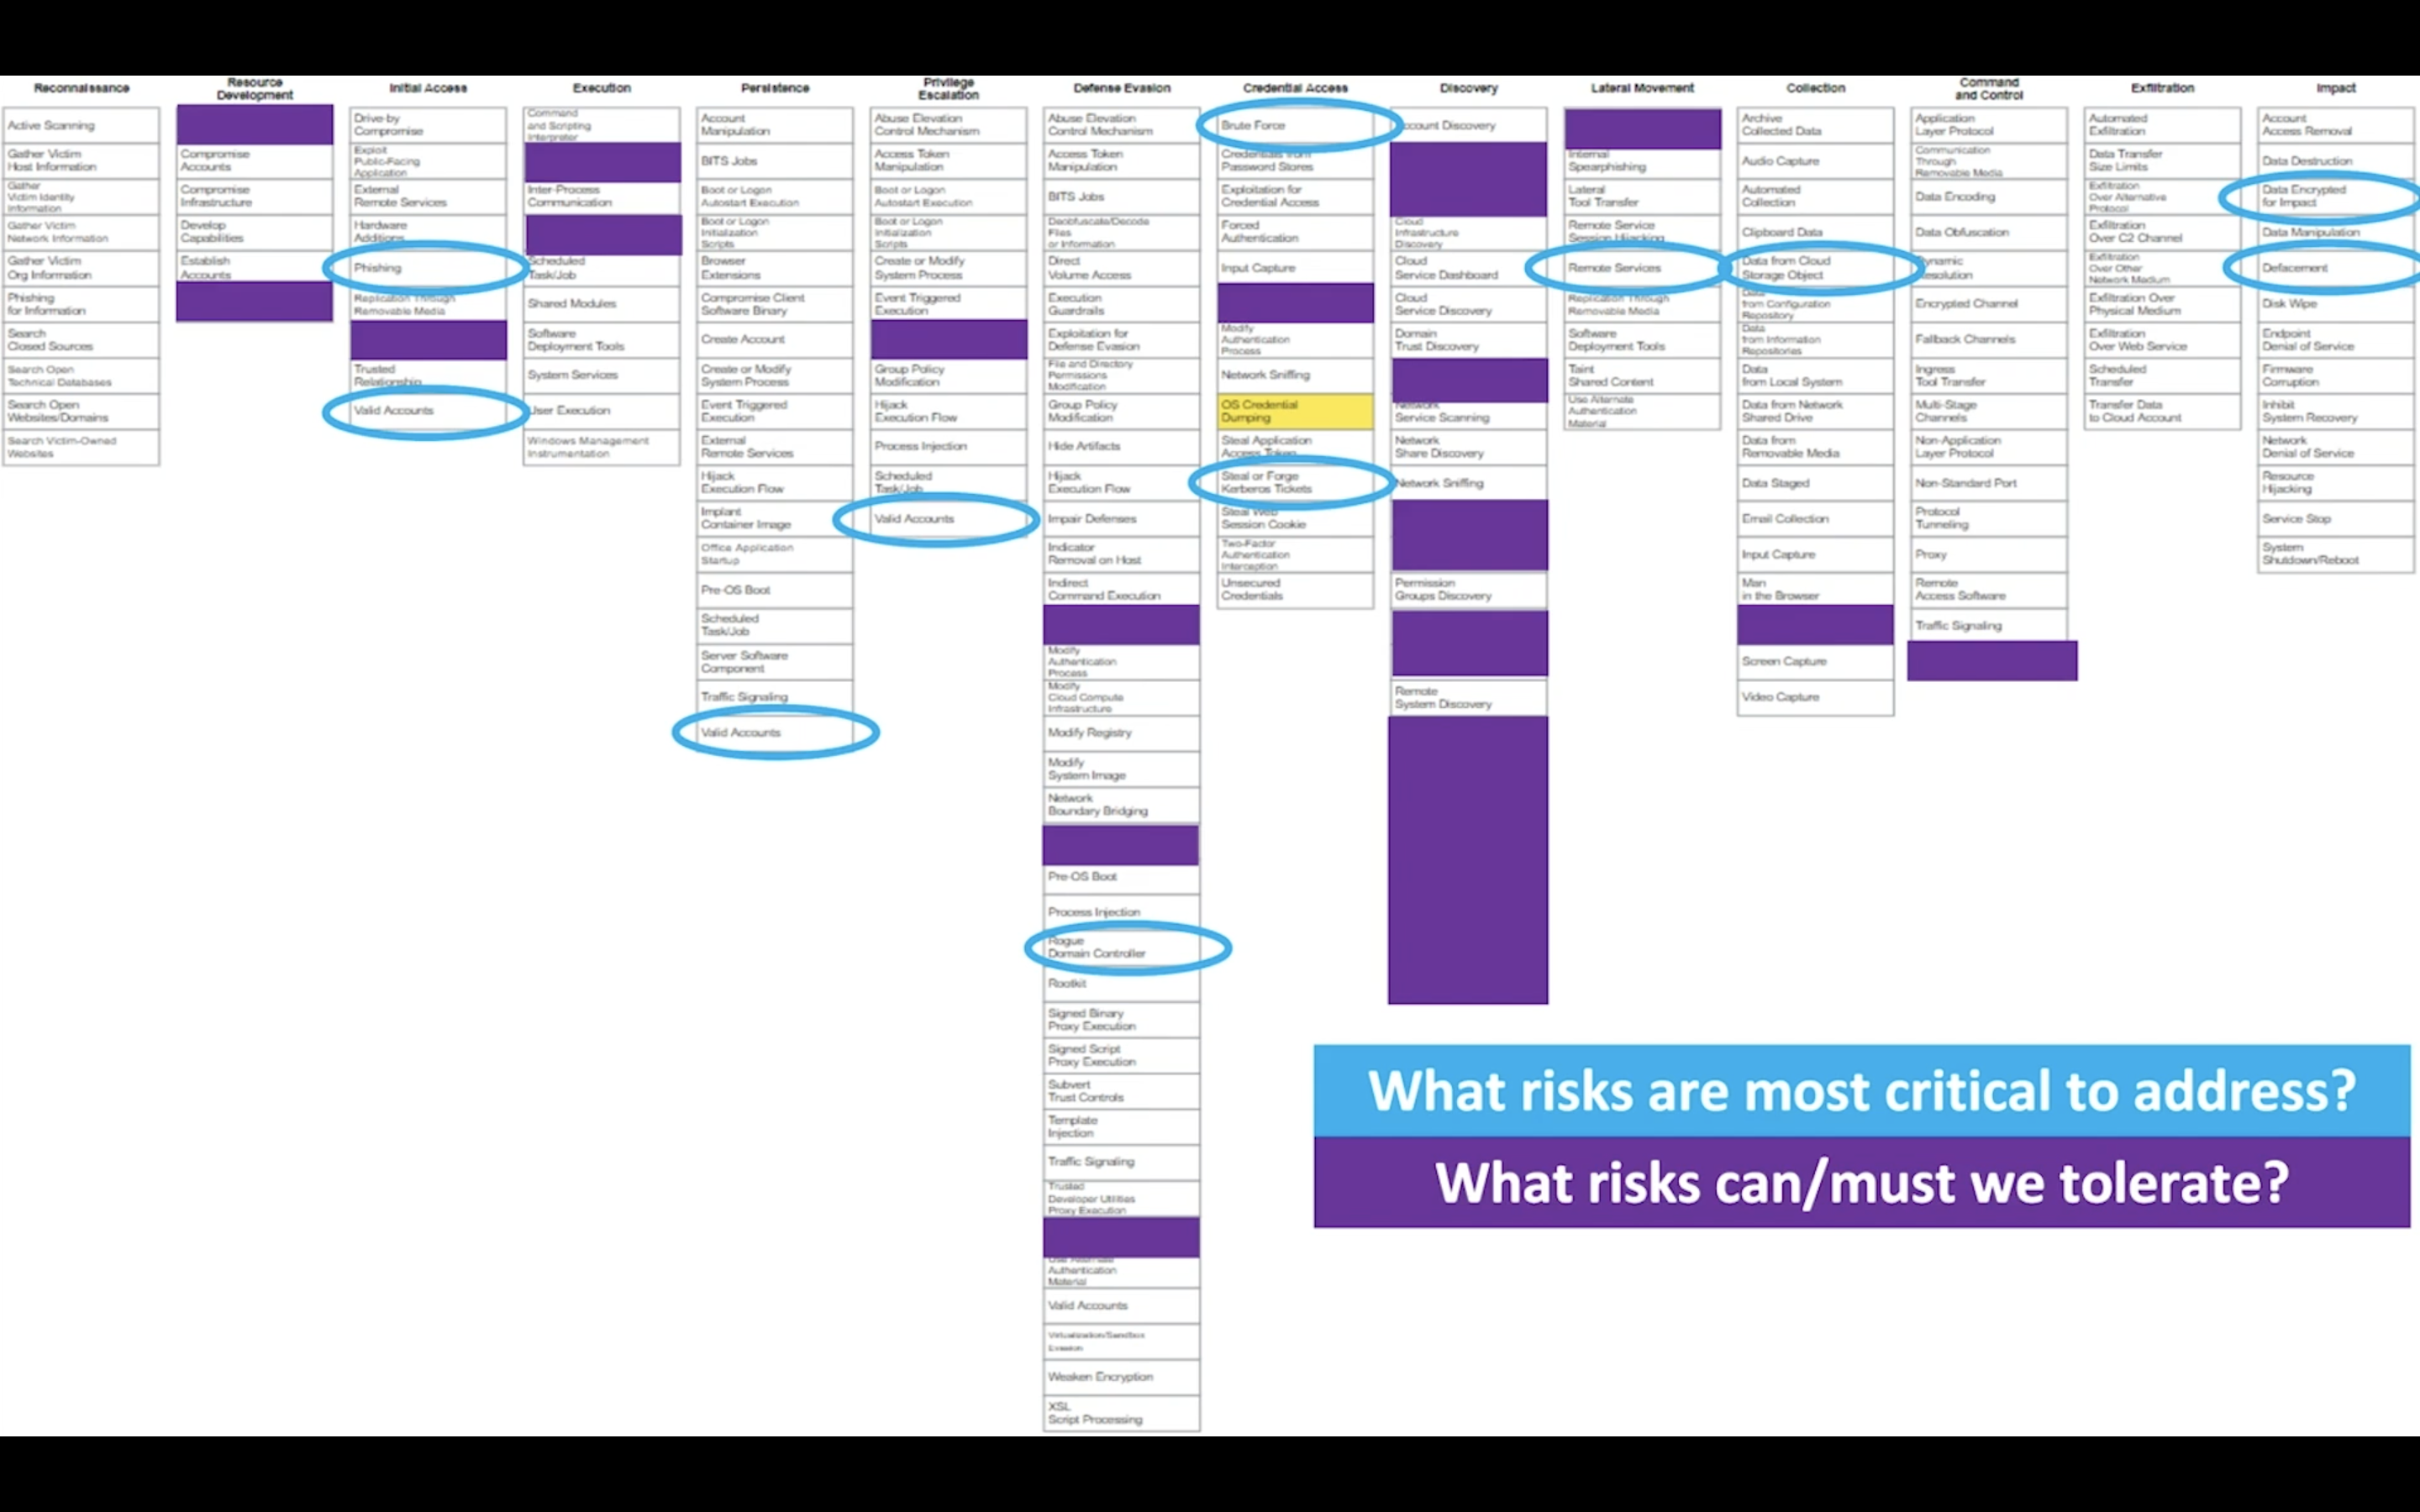 Reconnaissance
Active Scanning
Gather Victim
Host Information
Gather
Victim Identity
Information
Gather Victim
Network Information
Gather Victim
Org Information
Phishing
for Information
Search
Closed Sources
Search Open
Technical Databases
Search Open
Websites/Domains
Search Victim-Owned
Websites
Resource
Development
Compromise
Accounts
Compromise
Infrastructure
Develop
Capabilities
Establish
Accounts
Initial Access
Drive-by
Compromise
Exploit
Public-Facing
Application
External
Remote Services
Hardware
Additions
Phishing
Replication Through
Removable Media
Trusted
Relationship
Valid Accounts
Execution
Command
and Scripting
Interpreter
Inter-Process
Communication
Scheduled
Task/Job
Shared Modules
Software
Deployment Tools
System Services
User Execution
Windows Management
Instrumentation
Persistence
Account
Manipulation
BITS Jobs
Boot or Logon
Autostart Execution
Boot or Logon
Initialization
Scripts
Browser
Extensions
Compromise Client
Software Binary
Create Account
Create or Modify
System Process
Event Triggered
Execution
External
Remote Services
Hijack
Execution Flow
Implant
Container Image
Office Application
Startup
Pre-OS Boot
Scheduled
Task/Job
Server Software
Component
Traffic Signaling
Valid Accounts
Privilege
Escalation
Abuse Elevation
Control Mechanism
Access Token
Manipulation
Boot or Logon
Autostart Execution
Boot or Logon
Initialization
Scripts
Create or Modify
System Process
Event Triggered
Execution
Group Policy
Modification
Hijack
Execution Flow
Process Injection
Scheduled
Task/Job
Valid Accounts
Defense Evasion
Abuse Elevation
Control Mechanism
Access Token
Manipulation
BITS Jobs
Deobfuscate/Decode
Files
or Information
Direct
Volume Access
Execution
Guardrails
Exploitation for
Defense Evasion
File and Directory
Permissions
Modification
Group Policy
Modification
Hide Artifacts
Hijack
Execution Flow
Impair Defenses
Indicator
Removal on Host
Indirect
Command Execution
Modify
Authentication
Process
Modify
Cloud Compute
Infrastructure
Modify Registry
Modify
System Image
Network
Boundary Bridging
Pre-OS Boot
Process Injection
Rogue
Domain Controller
Rootkit
Signed Binary
Proxy Execution
Signed Script
Proxy Execution
Subvert
Trust Controls
Template
Injection
Traffic Signaling
Trusted
Developer Utilities
Proxy Execution
Use Alternate
Authentication
Material
Valid Accounts
Virtualization/Sandbox
Evasion
Weaken Encryption
XSL
Script Processing
Credential Access
Brute Force
Credentials from
Password Stores
Exploitation for
Credential Access
Forced
Authentication
Input Capture
Modify
Authentication
Process
Network Sniffing
OS Credential
Dumping
Steal Application
Access Token
Steal or Forge
Kerberos Tickets
Steal Web
Session Cookie
Two-Factor
Authentication
Interception
Unsecured
Credentials
Discovery
Account Discovery
Cloud
Infrastructure
Discovery
Cloud
Service Dashboard
Cloud
Service Discovery
Domain
Trust Discovery
Network
Service Scanning
Network
Share Discovery
Network Sniffing
Permission
Groups Discovery
Remote
System Discovery
Lateral Movement
Internal
Spearphishing
Lateral
Tool Transfer
Remote Service
Session Hijacking
Remote Services
Replication Through
Removable Media
Software
Deployment Tools
Taint
Shared Content
Use Alternate
Authentication
Material
Collection
Archive
Collected Data
Audio Capture
Automated
Collection
Clipboard Data
Data from Cloud
Storage Object
Data
from Configuration
Repository
Data
from Information
Repositories
Data
from Local System
Data from Network
Shared Drive
Data from
Removable Media
Data Staged
Email Collection
Input Capture
Man
in the Browser
Screen Capture
Video Capture
Command
and Control
Application
Layer Protocol
Communication
Through
Removable Media
Data Encoding
Data Obfuscation
Dynamic
Resolution
Encrypted Channel
Fallback Channels
Ingress
Tool Transfer
Multi-Stage
Channels
Non-Application
Layer Protocol
Non-Standard Port
Protocol
Tunneling
Proxy
Remote
Access Software
Traffic Signaling
Exfiltration
Automated
Exfiltration
Data Transfer
Size Limits
Exfiltration
Over Alternative
Protocol
Exfiltration
Over C2 Channel
Exfiltration
Over Other
Network Medium
Exfiltration Over
Physical Medium
Exfiltration
Over Web Service
Scheduled
Transfer
Transfer Data
to Cloud Account
Impact
Account
Access Removal
Data Destruction
Data Encrypted
for Impact
Data Manipulation
Defacement
Disk Wipe
Endpoint
Denial of Service
Firmware
Corruption
Inhibit
System Recovery
Network
Denial of Service
Resource
Hijacking
Service Stop
System
Shutdown/Reboot
What risks are most critical to address?
What risks can/must we tolerate?